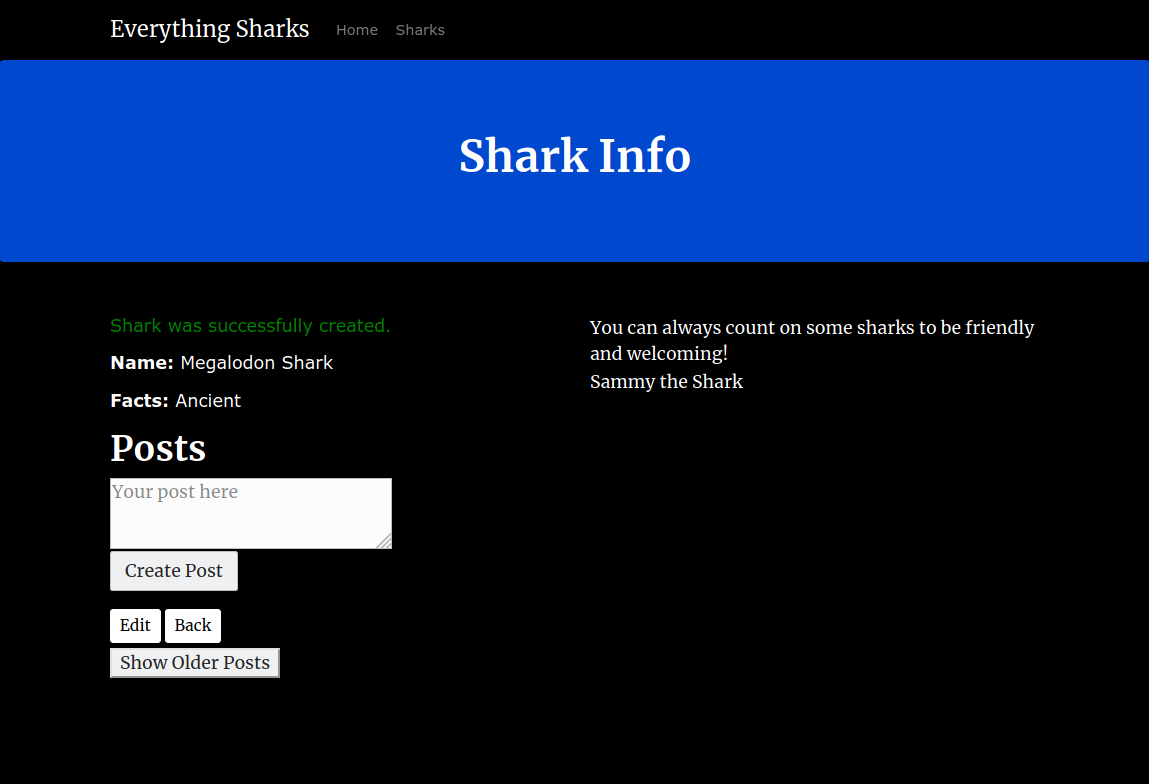 Everything Sharks Home Sharks
Shark Info
Shark was successfully created.
Name: Megalodon Shark
Facts: Ancient
Posts
Your post here
Create Post
Edit Back
Show Older Posts
You can always count on some sharks to be friendly
and welcoming!
Sammy the Shark